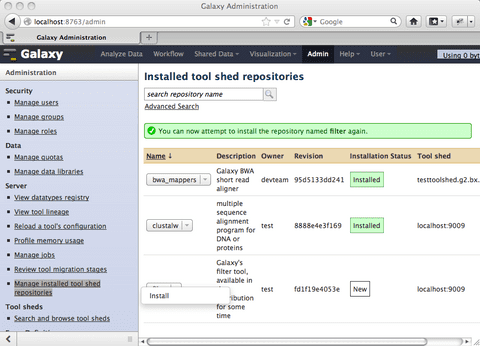 Galaxy Administration
localhost:8763/admin
Google
Galaxy Administration
Galaxy
Analyze Data Workflow Shared Data Visualization Admin Help User
Using 0 by
Administration
Security
Manage users
Manage groups
Manage roles
Data
Manage quotas
Manage data libraries
Server
View datatypes registry
View tool lineage
Reload a tool's configuration
Profile memory usage
Manage jobs
Review tool migration stages
Manage installed tool shed
repositories
Tool sheds
Search and browse tool sheds
Installed tool shed repositories
search repository name
Advanced Search
You can now attempt to install the repository named filter again.
Name ↓ Description Owner Revision Installation Status Tool shed
bwa_mappers
Galaxy BWA
short read
aligner
devteam 95d5133dd241 Installed testtoolshed.g2.bx.
clustalw
multiple
sequence
alignment
program for
DNA or
proteins
test 8888e4e3f169 Installed localhost:9009
Galaxy's
filter tool,
available in
for some
time
test fd1f19e4053e New localhost:9009
Install